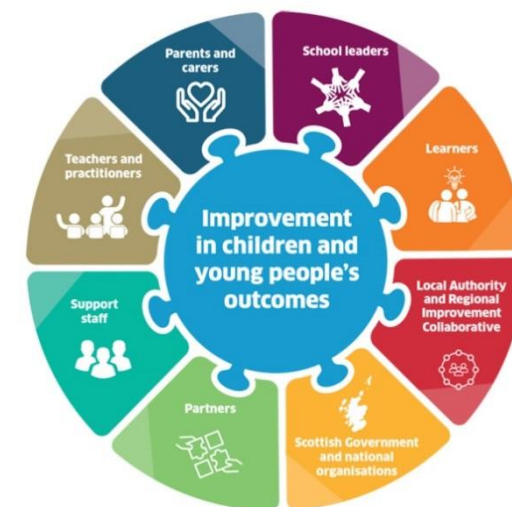 Parents and
carers
School leaders
Learners
Local Authority
and Regional
Improvement
Collaborative
Scottish Government
and national
organisations
Partners
Support
staff
Teachers and
practitioners
Improvement
in children and
young people's
outcomes